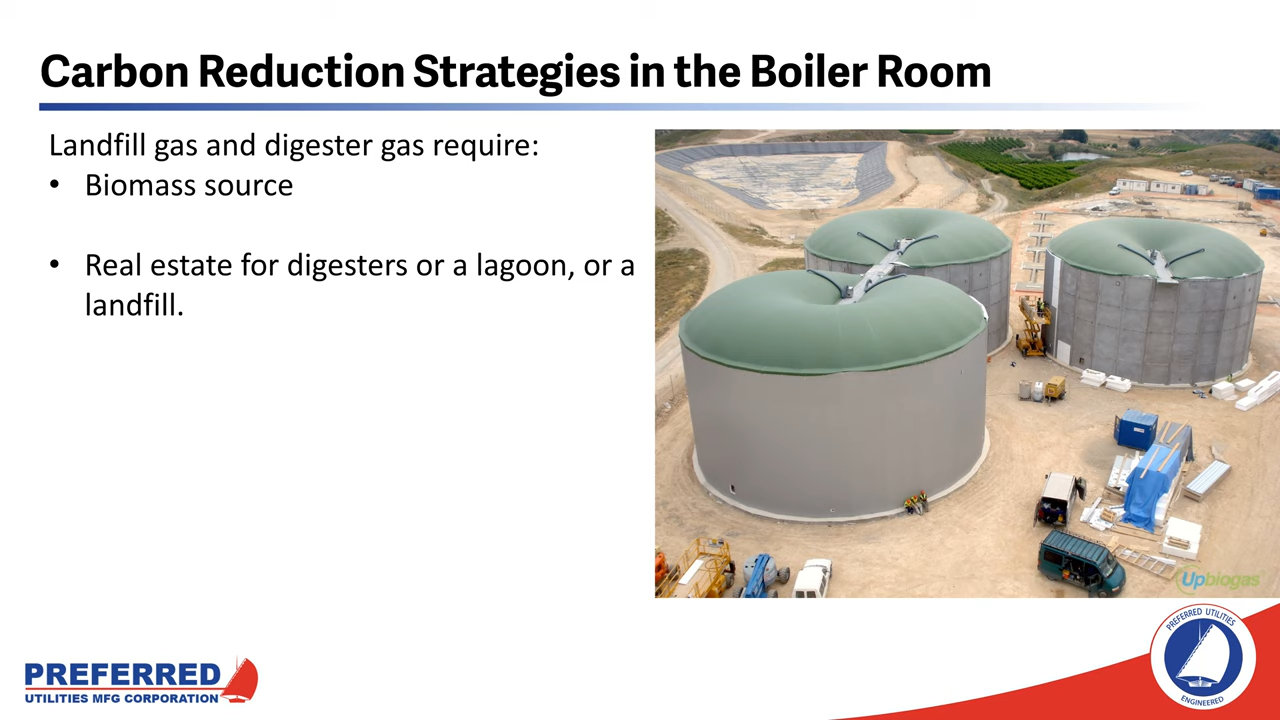 Carbon Reduction Strategies in the Boiler Room
Landfill gas and digester gas require:
• Biomass source
• Real estate for digesters or a lagoon, or a
landfill.
Upbiogas
PREFERRED
UTILITIES MFG CORPORATION
PREFERRED UTILITIES
ENGINEERED